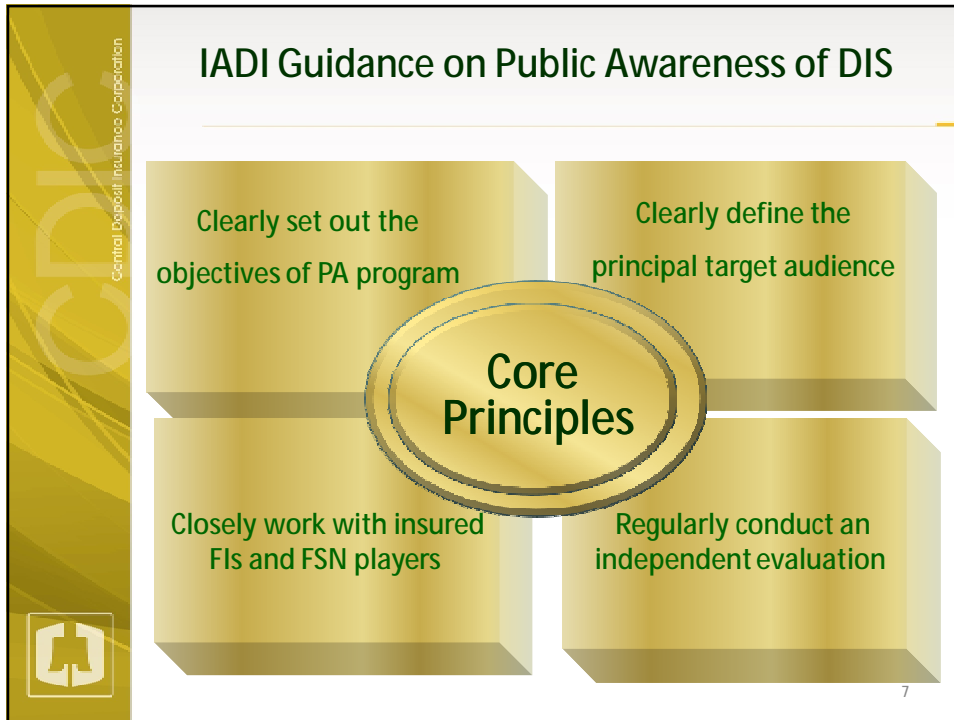 IADI Guidance on Public Awareness of DIS
CDIC
Central Deposit Insurance Corporation
Clearly set out the
objectives of PA program
Clearly define the
principal target audience
Core
Principles
Closely work with insured
FIs and FSN players
Regularly conduct an
independent evaluation
7